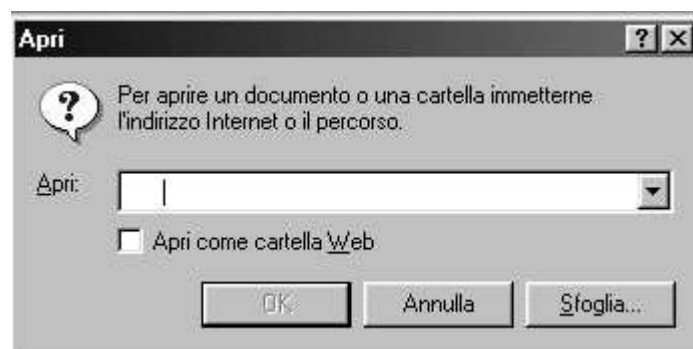 Apri
Per aprire un documento o una cartella immetterne
l'indirizzo Internet o il percorso.
Apri:
Apri come cartella Web
OK Annulla Sfoglia...